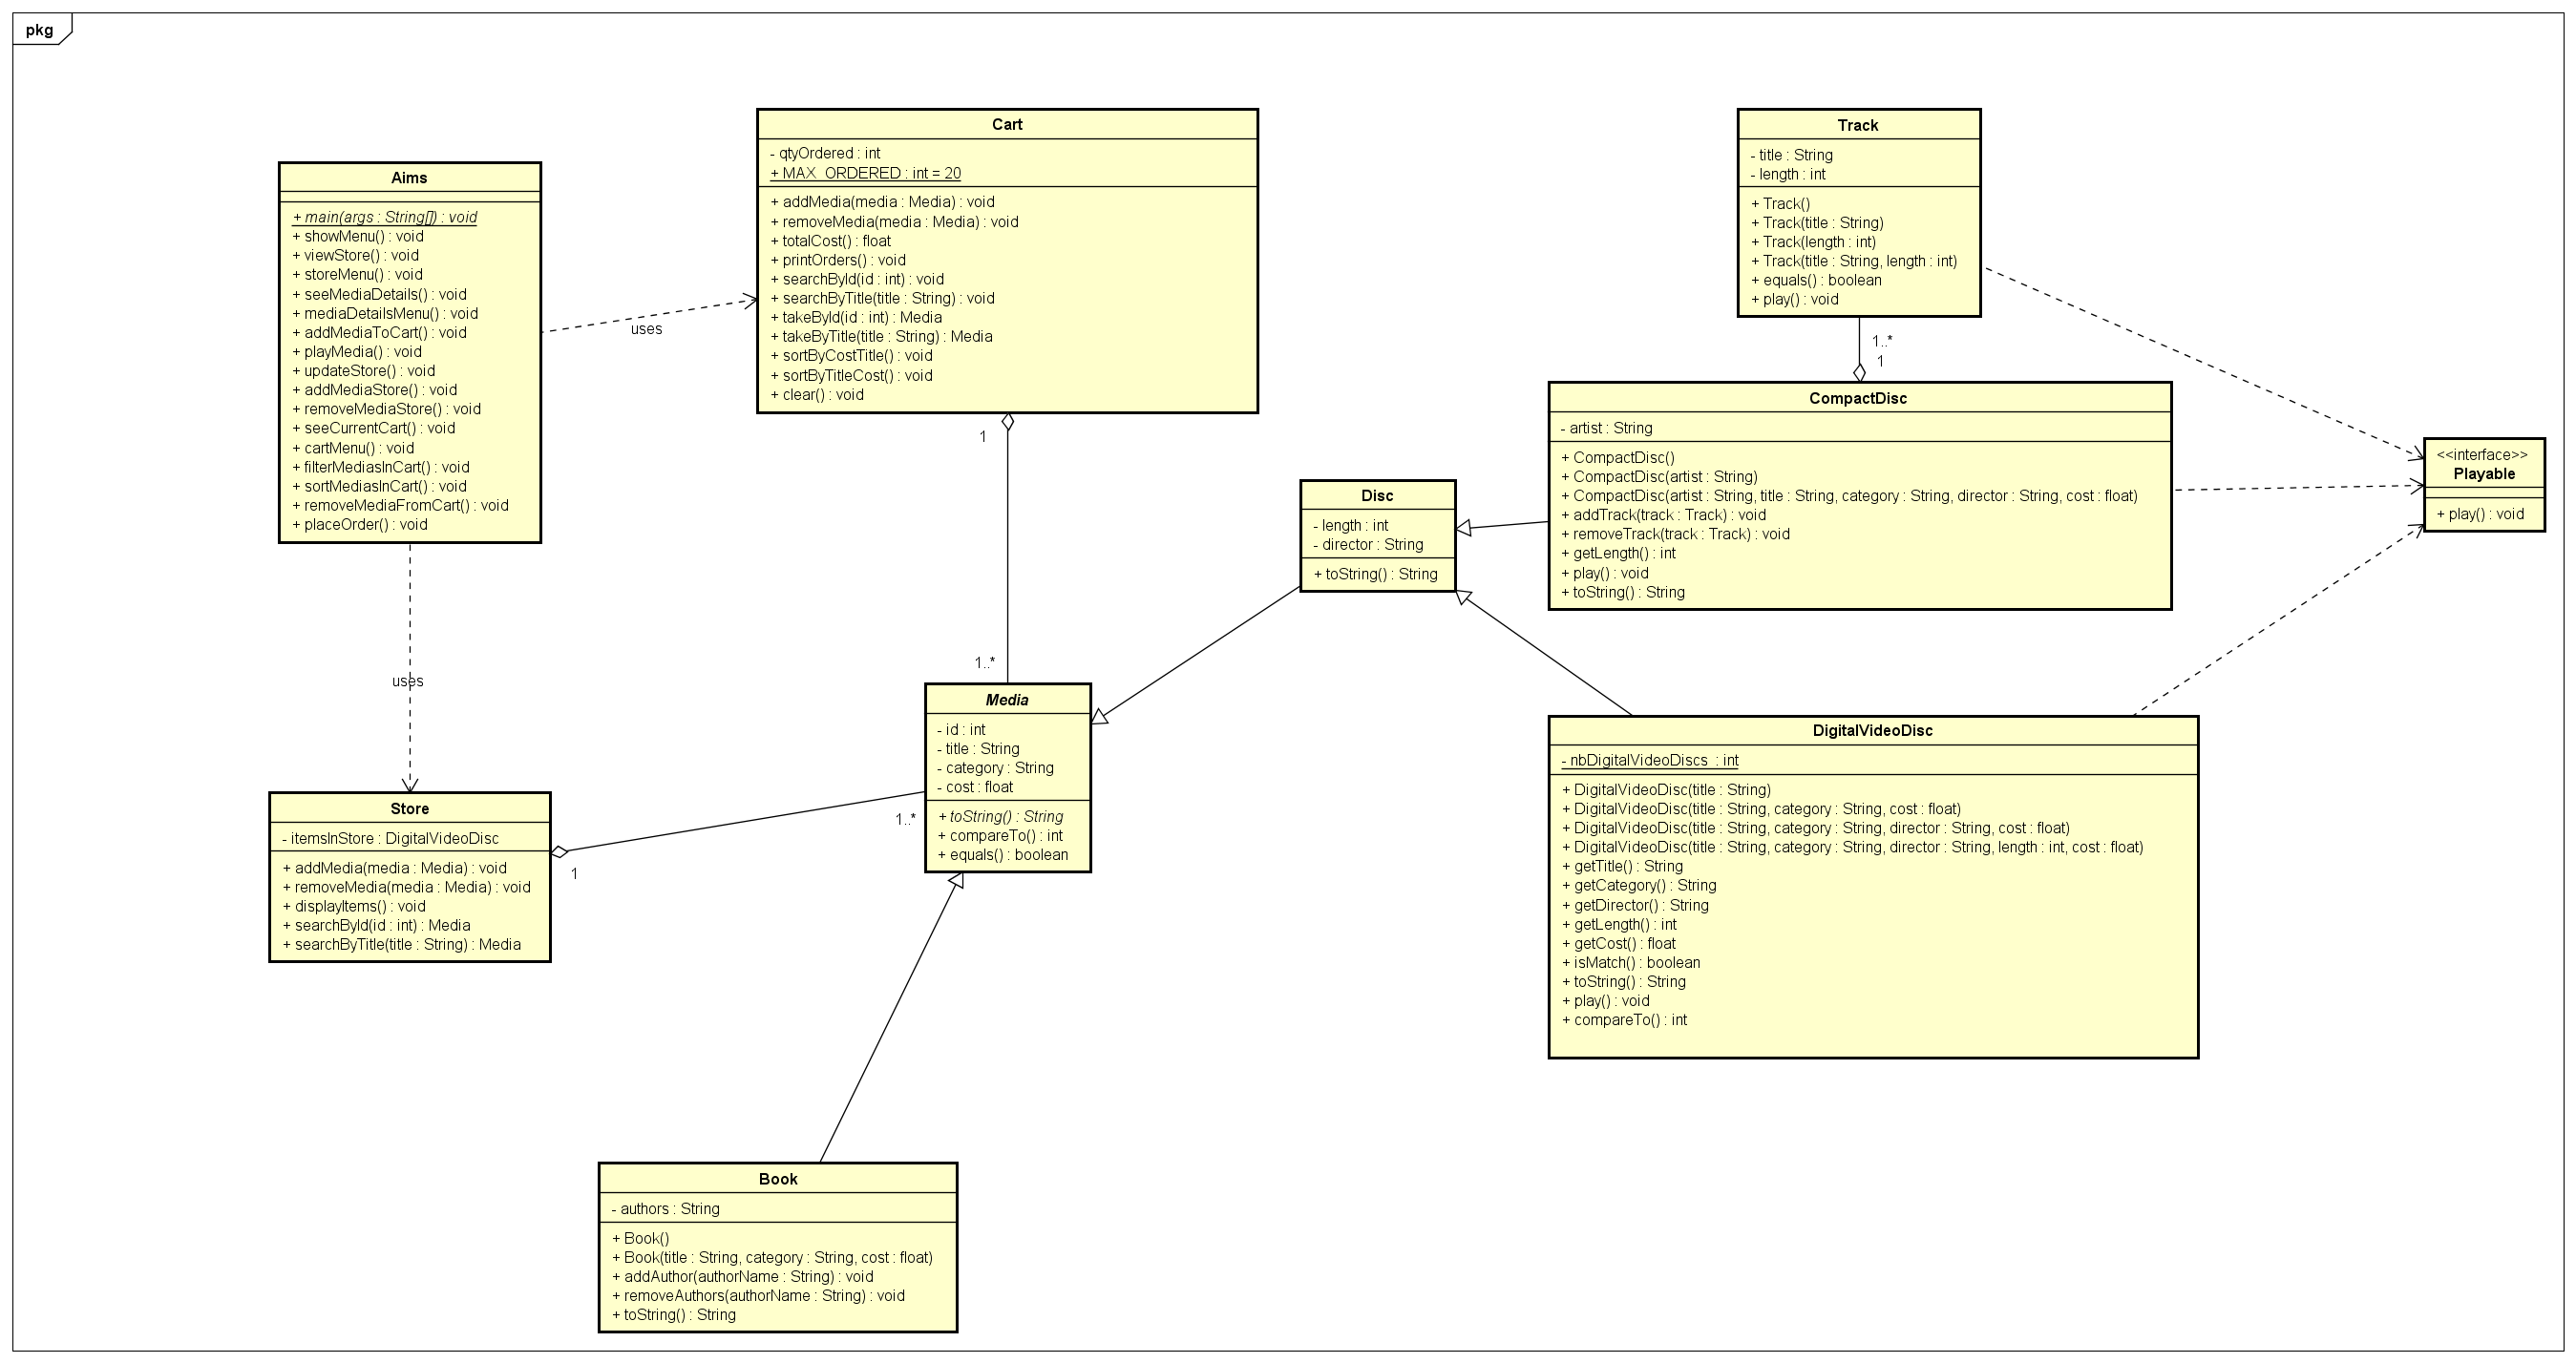 pkg
Aims
+ main(args : String[]) : void
+ showMenu() : void
+ viewStore() : void
+ storeMenu() : void
+ seeMediaDetails() : void
+ mediaDetailsMenu() : void
+ addMediaToCart() : void
+ playMedia() : void
+ updateStore() : void
+ addMediaStore() : void
+ removeMediaStore() : void
+ seeCurrentCart() : void
+ cartMenu() : void
+ filterMediasInCart() : void
+ sortMediasInCart() : void
+ removeMediaFromCart() : void
+ placeOrder() : void
uses
uses
Cart
- qtyOrdered : int
+ MAX_ORDERED : int = 20
+ addMedia(media : Media) : void
+ removeMedia(media : Media) : void
+ totalCost() : float
+ printOrders() : void
+ searchById(id : int) : void
+ searchByTitle(title : String) : void
+ takeById(id : int) : Media
+ takeByTitle(title : String) : Media
+ sortByCostTitle() : void
+ sortByTitleCost() : void
+ clear() : void
1
1..*
Track
- title : String
- length : int
+ Track()
+ Track(title : String)
+ Track(length : int)
+ Track(title : String, length : int)
+ equals() : boolean
+ play() : void
1..*
1
CompactDisc
- artist : String
+ CompactDisc()
+ CompactDisc(artist : String)
+ CompactDisc(artist : String, title : String, category : String, director : String, cost : float)
+ addTrack(track : Track) : void
+ removeTrack(track : Track) : void
+ getLength() : int
+ play() : void
+ toString() : String
<<interface>>
Playable
+ play() : void
Disc
- length : int
- director : String
+ toString() : String
Media
- id : int
- title : String
- category : String
- cost : float
+ toString() : String
+ compareTo() : int
+ equals() : boolean
DigitalVideoDisc
- nbDigitalVideoDiscs : int
+ DigitalVideoDisc(title : String)
+ DigitalVideoDisc(title : String, category : String, cost : float)
+ DigitalVideoDisc(title : String, category : String, director : String, cost : float)
+ DigitalVideoDisc(title : String, category : String, director : String, length : int, cost : float)
+ getTitle() : String
+ getCategory() : String
+ getDirector() : String
+ getLength() : int
+ getCost() : float
+ isMatch() : boolean
+ toString() : String
+ play() : void
+ compareTo() : int
Store
- itemsInStore : DigitalVideoDisc
+ addMedia(media : Media) : void
+ removeMedia(media : Media) : void
+ displayItems() : void
+ searchById(id : int) : Media
+ searchByTitle(title : String) : Media
1
1..*
Book
- authors : String
+ Book()
+ Book(title : String, category : String, cost : float)
+ addAuthor(authorName : String) : void
+ removeAuthors(authorName : String) : void
+ toString() : String